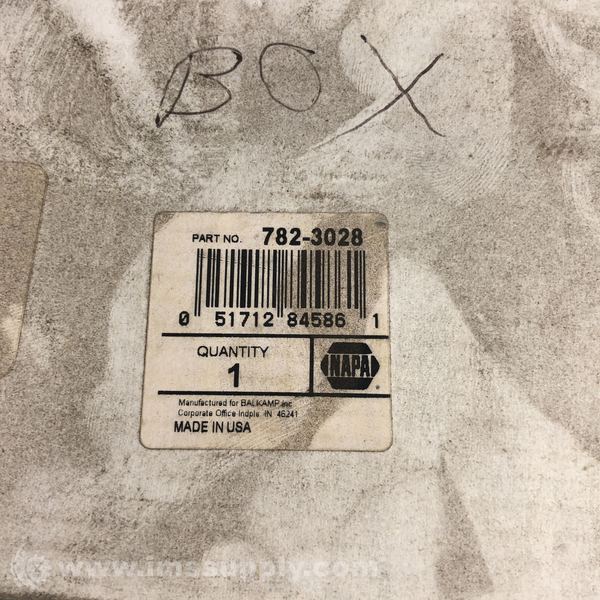 BOX
PART NO. 782-3028
0 51712 84586 1
QUANTITY
1
NAPA
Manufactured for BALKAMP, Inc
Corporate Office Indpls. IN 46241
MADE IN USA
www.imssupply.com